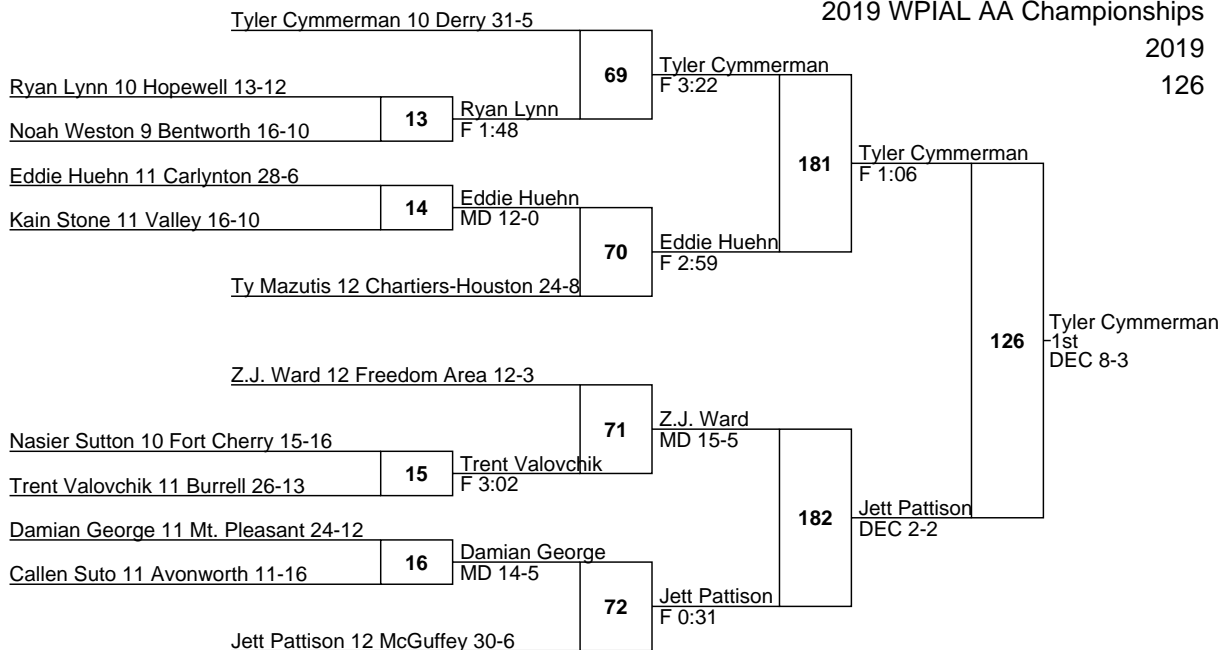 2019 WPIAL AA Championships
2019
126
Tyler Cymmerman 10 Derry 31-5
69
Tyler Cymmerman
F 3:22
Ryan Lynn 10 Hopewell 13-12
13
Ryan Lynn
F 1:48
Noah Weston 9 Bentworth 16-10
181
Tyler Cymmerman
F 1:06
Eddie Huehn 11 Carlynton 28-6
14
Eddie Huehn
MD 12-0
Kain Stone 11 Valley 16-10
70
Eddie Huehn
F 2:59
Ty Mazutis 12 Chartiers-Houston 24-8
126
Tyler Cymmerman
1st
DEC 8-3
Z.J. Ward 12 Freedom Area 12-3
71
Z.J. Ward
MD 15-5
Nasier Sutton 10 Fort Cherry 15-16
15
Trent Valovchik
F 3:02
Trent Valovchik 11 Burrell 26-13
182
Jett Pattison
DEC 2-2
Damian George 11 Mt. Pleasant 24-12
16
Damian George
MD 14-5
Callen Suto 11 Avonworth 11-16
72
Jett Pattison
F 0:31
Jett Pattison 12 McGuffey 30-6